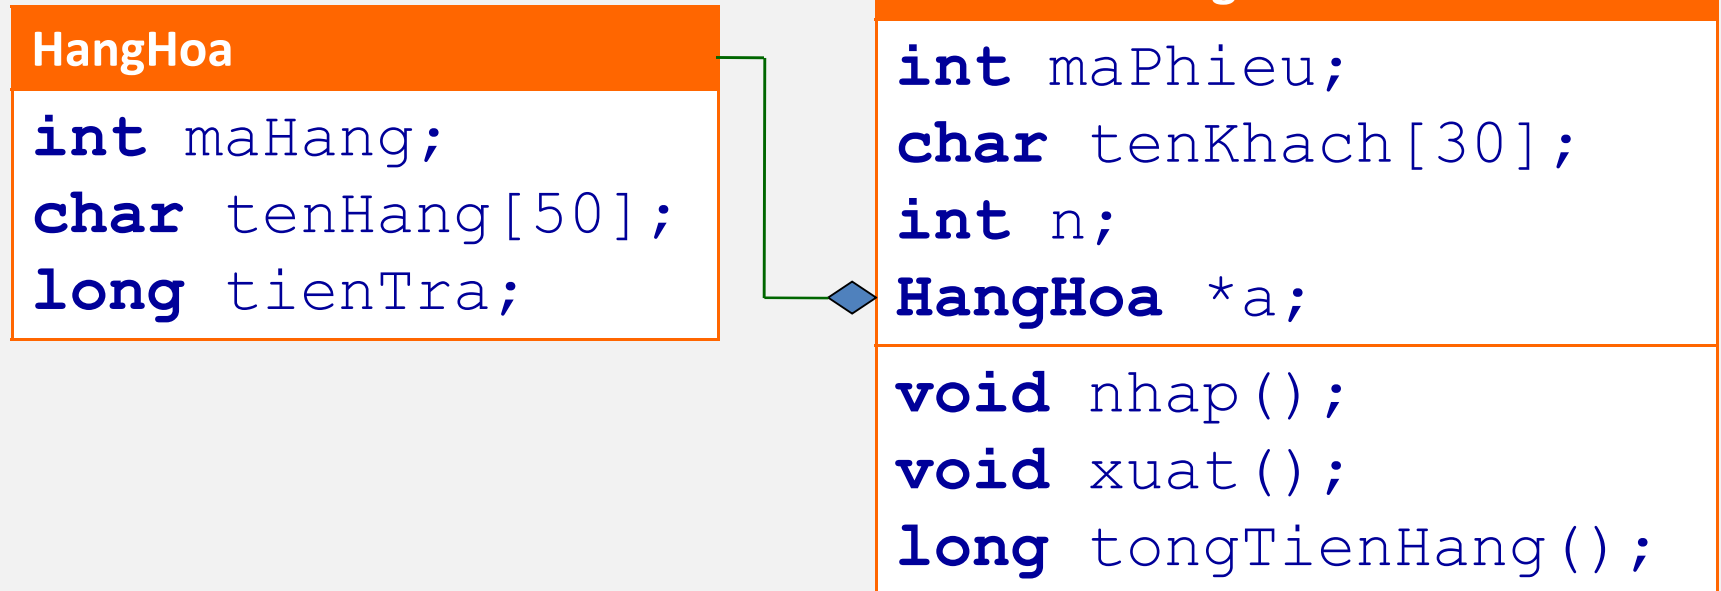 HangHoa
int maHang;
char tenHang[50];
long tienTra;
int maPhieu;
char tenKhach[30];
int n;
HangHoa *a;
void nhap();
void xuat();
long tongTienHang();